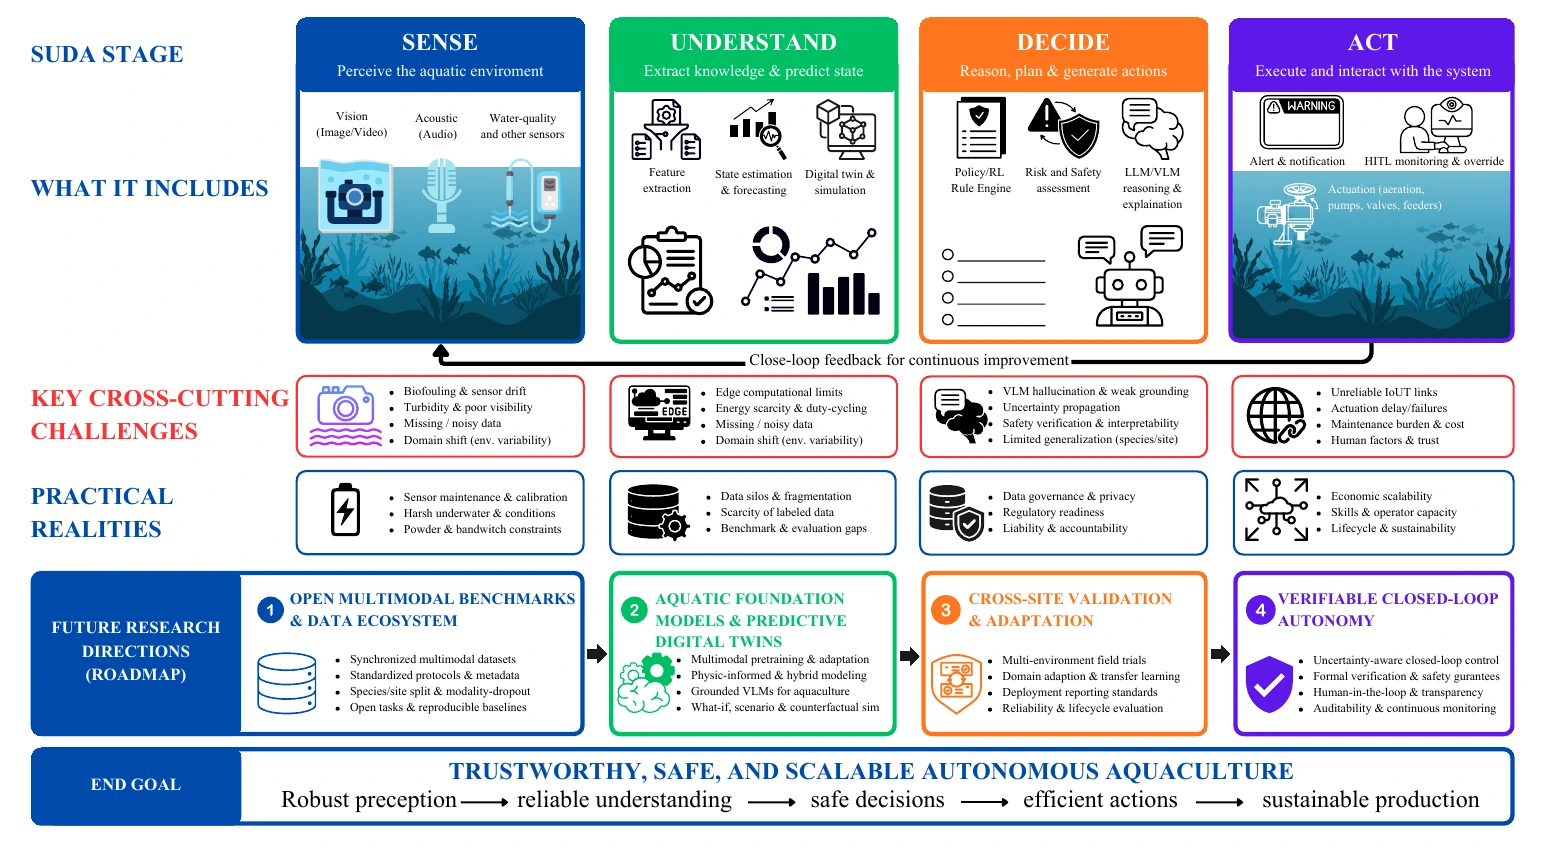 SUDA STAGE
SENSE
Perceive the aquatic enviroment
UNDERSTAND
Extract knowledge & predict state
DECIDE
Reason, plan & generate actions
ACT
Execute and interact with the system
WHAT IT INCLUDES
Vision
(Image/Video)
Acoustic
(Audio)
Water-quality
and other sensors
Feature
extraction
State estimation
& forecasting
Digital twin &
simulation
Policy/RL
Rule Engine
Risk and Safety
assessment
LLM/VLM
reasoning &
explaination
WARNING
Alert & notification
HITL monitoring & override
Actuation (aeration,
pumps, valves, feeders)
Close-loop feedback for continuous improvement
KEY CROSS-CUTTING
CHALLENGES
• Biofouling & sensor drift
• Turbidity & poor visibility
• Missing / noisy data
• Domain shift (env. variability)
EDGE
• Edge computational limits
• Energy scarcity & duty-cycling
• Missing / noisy data
• Domain shift (env. variability)
• VLM hallucination & weak grounding
• Uncertainty propagation
• Safety verification & interpretability
• Limited generalization (species/site)
• Unreliable IoUT links
• Actuation delay/failures
• Maintenance burden & cost
• Human factors & trust
PRACTICAL
REALITIES
• Sensor maintenance & calibration
• Harsh underwater & conditions
• Powder & bandwitch constraints
• Data silos & fragmentation
• Scarcity of labeled data
• Benchmark & evaluation gaps
• Data governance & privacy
• Regulatory readiness
• Liability & accountability
• Economic scalability
• Skills & operator capacity
• Lifecycle & sustainability
FUTURE RESEARCH
DIRECTIONS
(ROADMAP)
1 OPEN MULTIMODAL BENCHMARKS
& DATA ECOSYSTEM
• Synchronized multimodal datasets
• Standardized protocols & metadata
• Species/site split & modality-dropout
• Open tasks & reproducible baselines
2 AQUATIC FOUNDATION
MODELS & PREDICTIVE
DIGITAL TWINS
• Multimodal pretraining & adaptation
• Physic-informed & hybrid modeling
• Grounded VLMs for aquaculture
• What-if, scenario & counterfactual sim
3 CROSS-SITE VALIDATION
& ADAPTATION
• Multi-environment field trials
• Domain adaption & transfer learning
• Deployment reporting standards
• Reliability & lifecycle evaluation
4 VERIFIABLE CLOSED-LOOP
AUTONOMY
• Uncertainty-aware closed-loop control
• Formal verification & safety gurantees
• Human-in-the-loop & transparency
• Auditability & continuous monitoring
END GOAL
TRUSTWORTHY, SAFE, AND SCALABLE AUTONOMOUS AQUACULTURE
Robust preception → reliable understanding → safe decisions → efficient actions → sustainable production